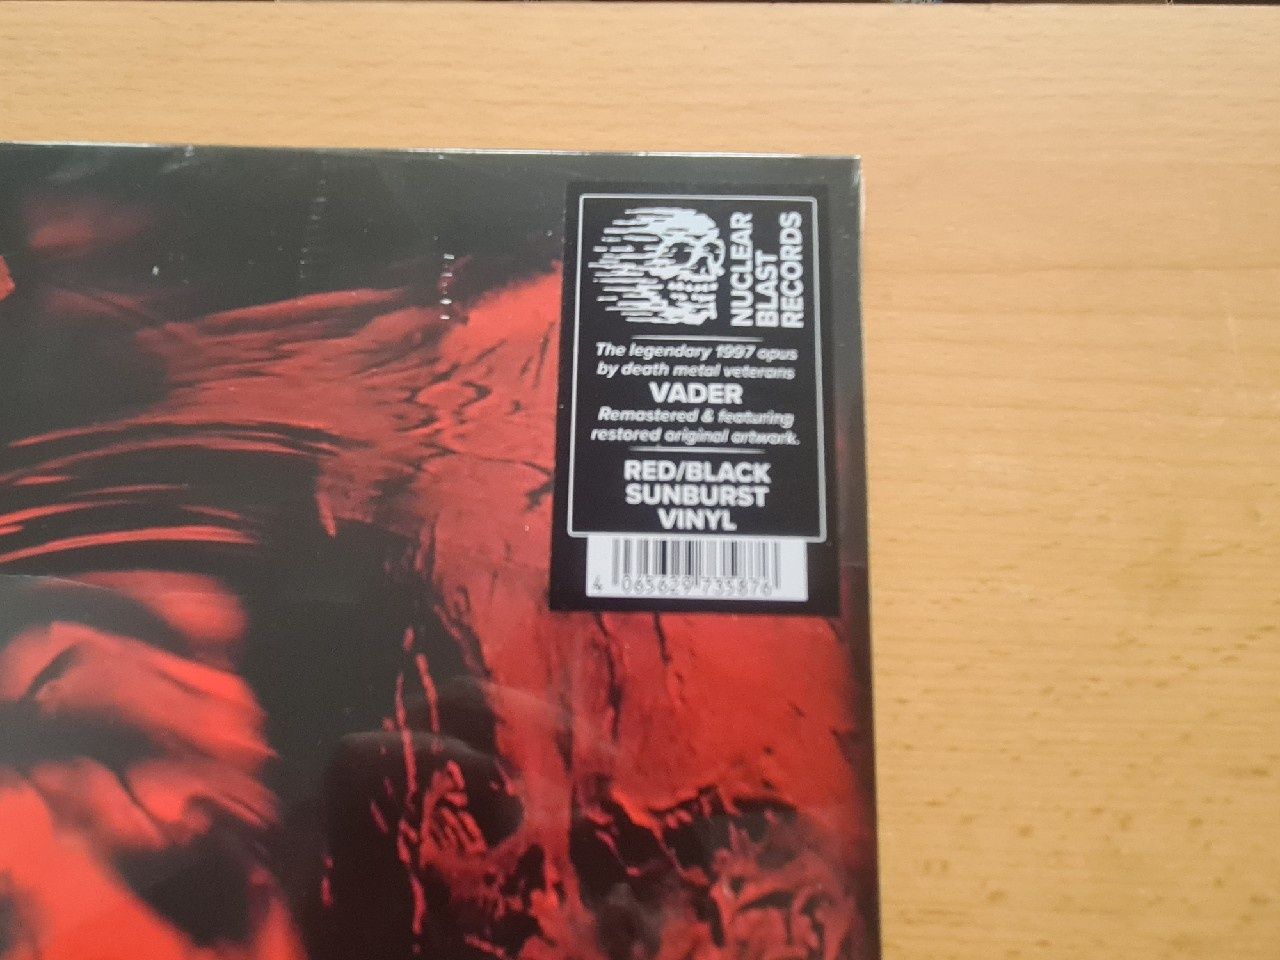 NUCLEAR
BLAST
RECORDS
The legendary 1997 opus
by death metal veterans
VADER
Remastered & featuring
restored original artwork.
RED/BLACK
SUNBURST
VINYL
4 065629 733676